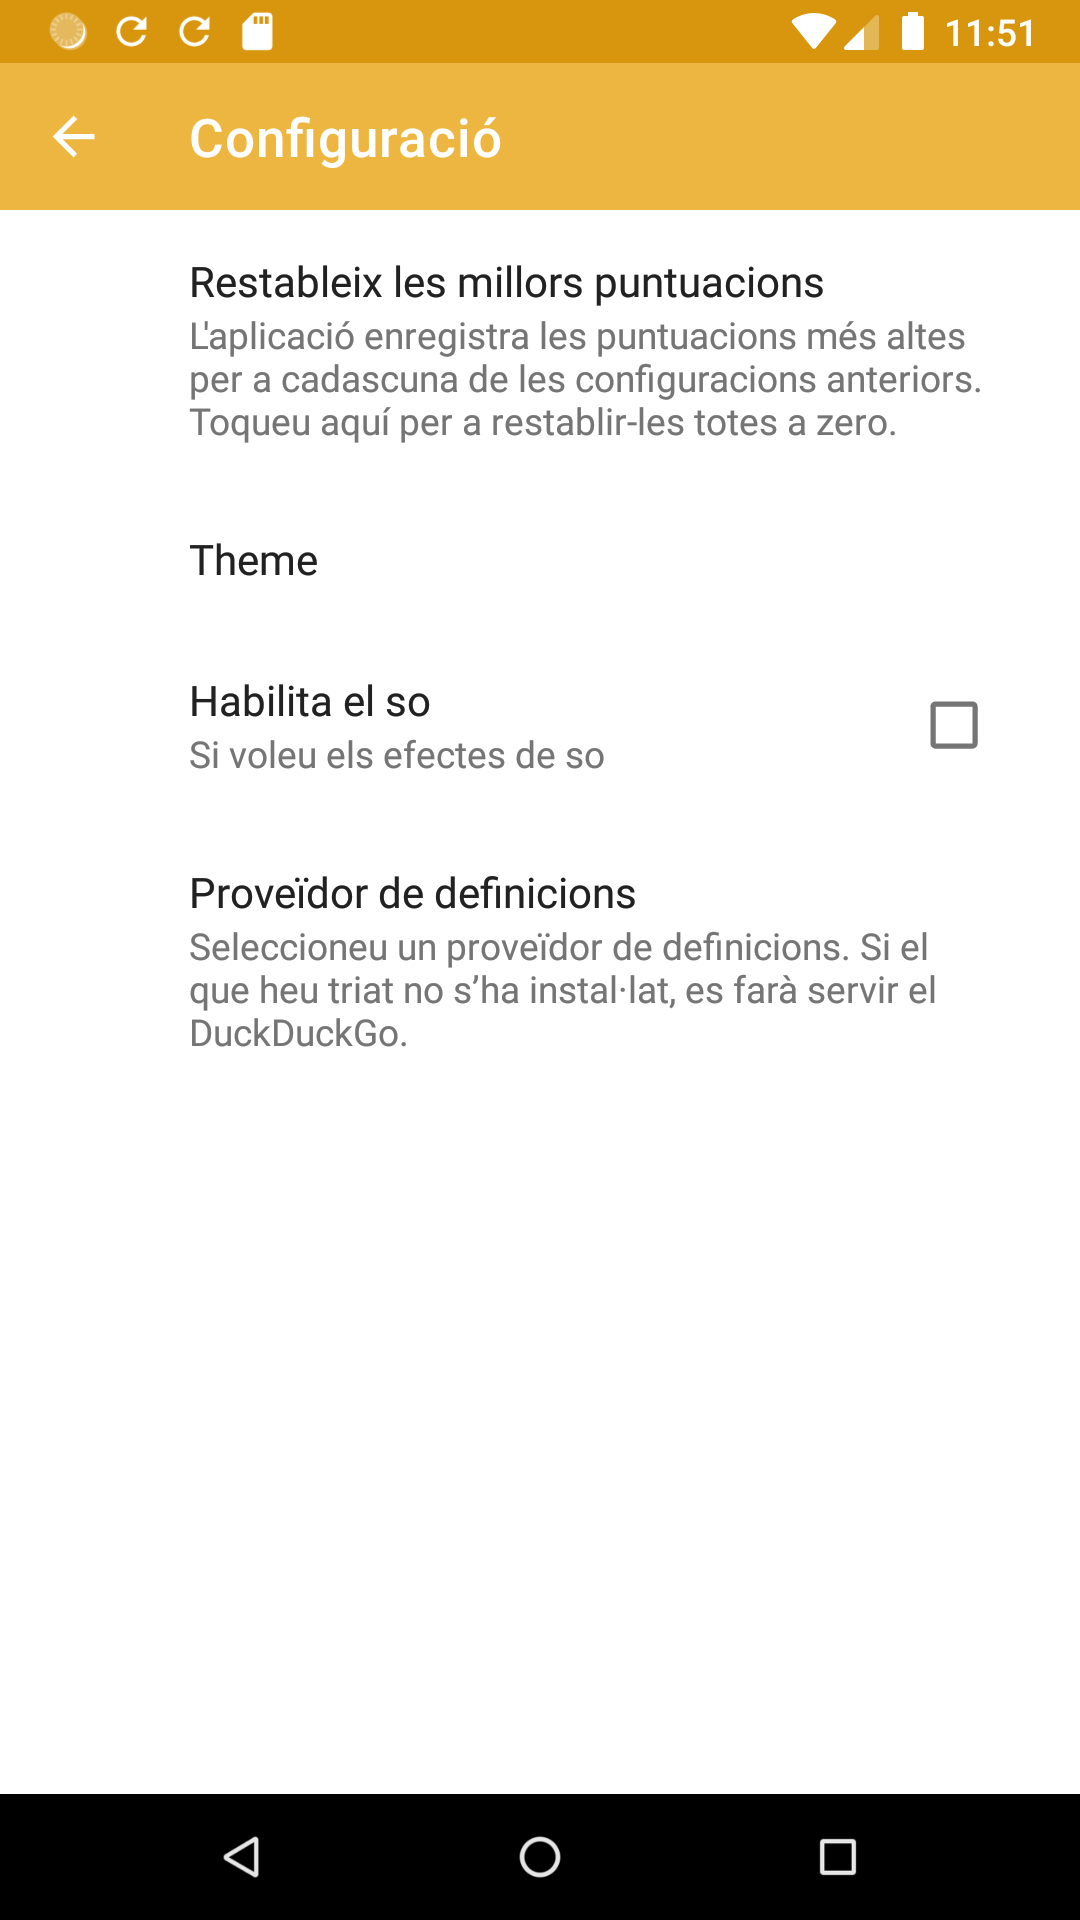 11:51
Configuració
Restableix les millors puntuacions
L'aplicació enregistra les puntuacions més altes
per a cadascuna de les configuracions anteriors.
Toqueu aquí per a restablir-les totes a zero.
Theme
Habilita el so
Si voleu els efectes de so
Proveïdor de definicions
Seleccioneu un proveïdor de definicions. Si el
que heu triat no s’ha instal·lat, es farà servir el
DuckDuckGo.